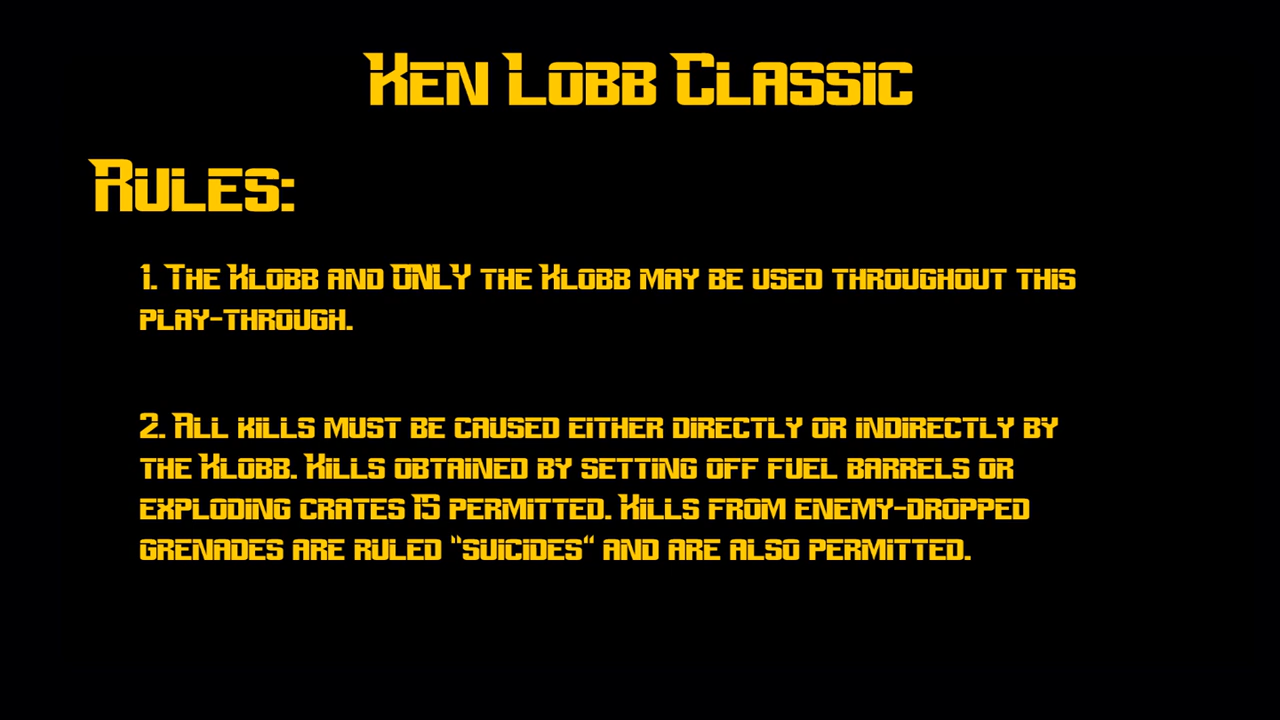 Ken Lobb Classic
Rules:
1. The Klobb and ONLY the Klobb may be used throughout this
play-through.
2. All kills must be caused either directly or indirectly by
the Klobb. Kills obtained by setting off fuel barrels or
exploding crates IS permitted. Kills from enemy-dropped
grenades are ruled "suicides" and are also permitted.